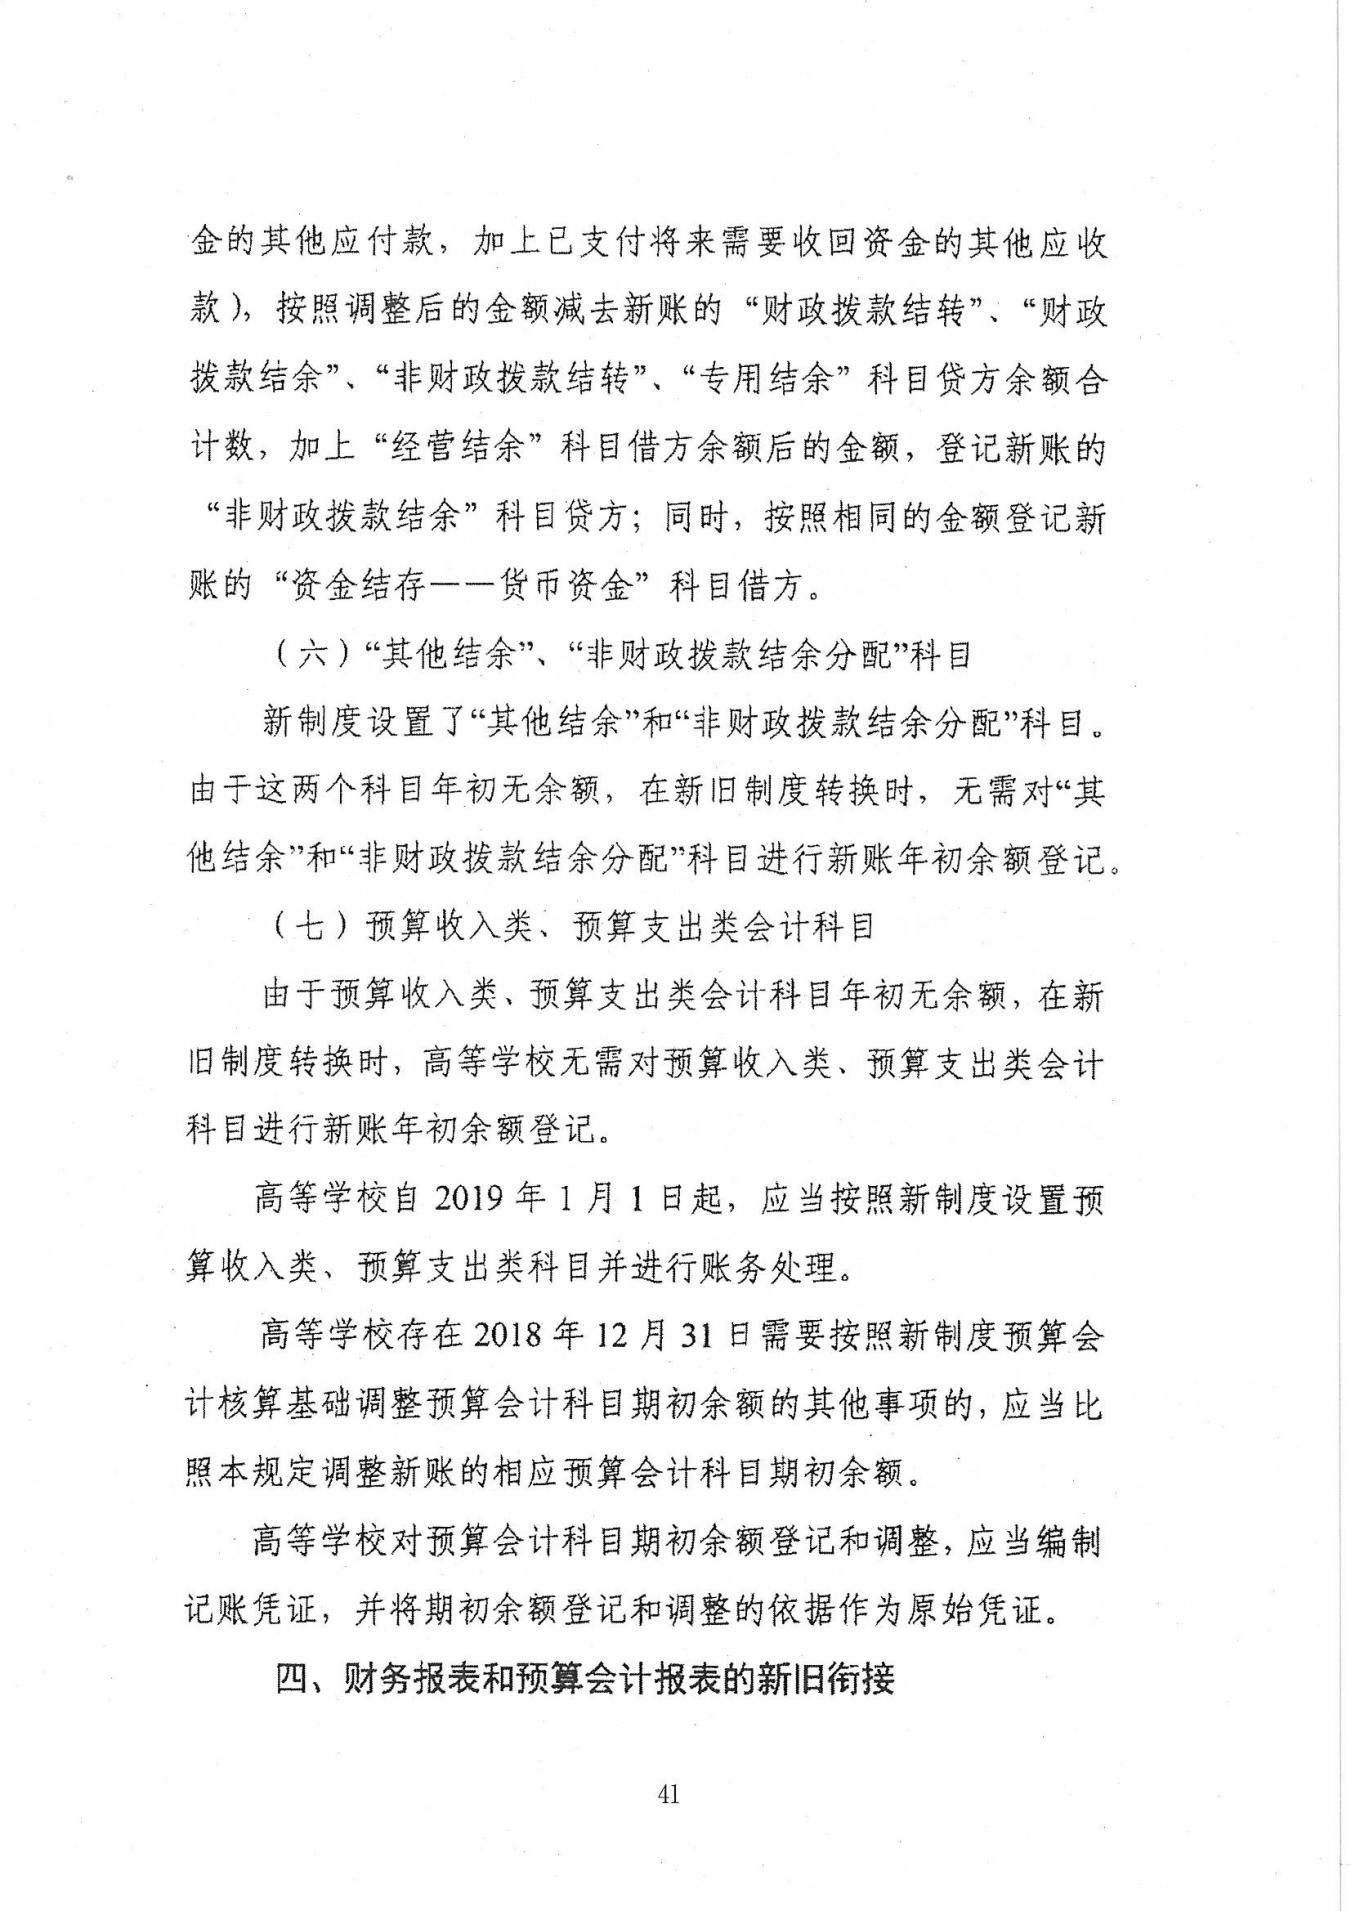 金的其他应付款，加上已支付将来需要收回资金的其他应收
款），按照调整后的金额减去新账的“财政拨款结转”、“财政
拨款结余”、“非财政拨款结转”、“专用结余”科目贷方余额合
计数，加上“经营结余”科目借方余额后的金额，登记新账的
“非财政拨款结余”科目贷方；同时，按照相同的金额登记新
账的“资金结存——货币资金”科目借方。
（六）“其他结余”、“非财政拨款结余分配”科目
新制度设置了“其他结余”和“非财政拨款结余分配”科目。
由于这两个科目年初无余额，在新旧制度转换时，无需对“其
他结余”和“非财政拨款结余分配”科目进行新账年初余额登记。
（七）预算收入类、预算支出类会计科目
由于预算收入类、预算支出类会计科目年初无余额，在新
旧制度转换时，高等学校无需对预算收入类、预算支出类会计
科目进行新账年初余额登记。
高等学校自 2019 年 1 月 1 日起，应当按照新制度设置预
算收入类、预算支出类科目并进行账务处理。
高等学校存在 2018 年 12 月 31 日需要按照新制度预算会
计核算基础调整预算会计科目期初余额的其他事项的，应当比
照本规定调整新账的相应预算会计科目期初余额。
高等学校对预算会计科目期初余额登记和调整，应当编制
记账凭证，并将期初余额登记和调整的依据作为原始凭证。
四、财务报表和预算会计报表的新旧衔接
41